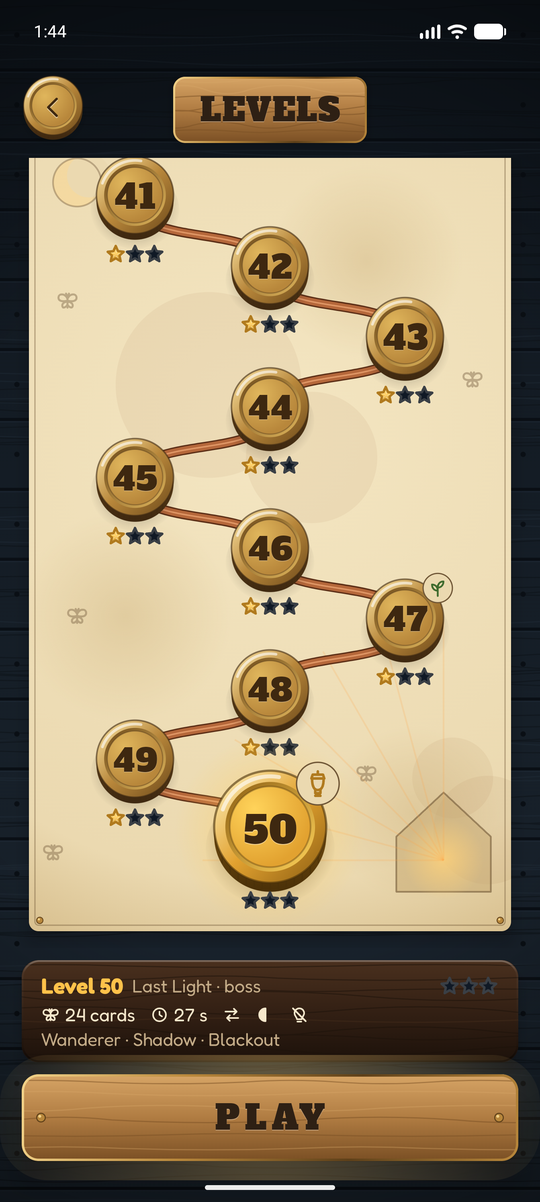 1:44
LEVELS
41
42
43
44
45
46
47
48
49
50
Level 50 Last Light · boss
24 cards 27 s
Wanderer · Shadow · Blackout
PLAY